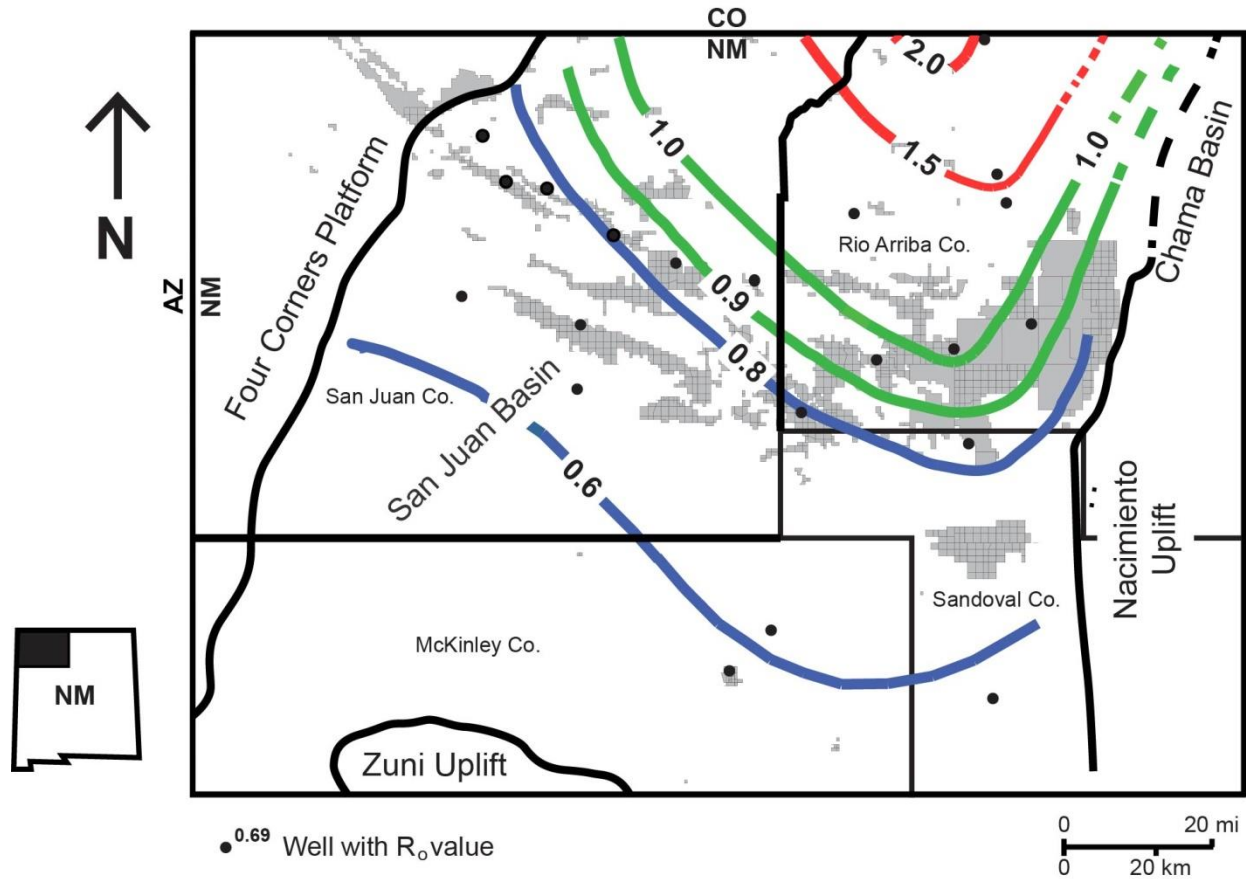 CO
NM
N
AZ
NM
2.0
1.5
1.0
1.0
0.9
0.8
0.6
Four Corners Platform
Chama Basin
Rio Arriba Co.
San Juan Co.
San Juan Basin
Nacimiento
Uplift
Sandoval Co.
McKinley Co.
Zuni Uplift
NM
0.69 Well with Ro value
0 20 mi
0 20 km